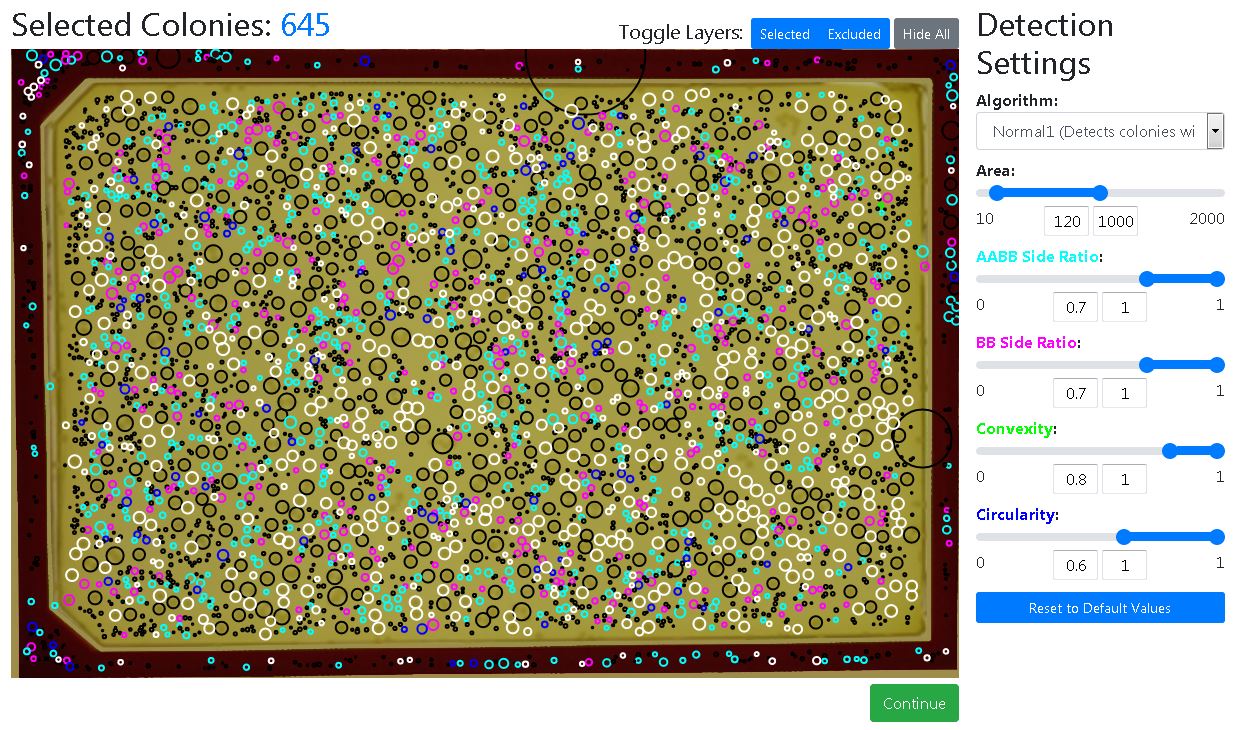 Selected Colonies: 645
Toggle Layers: Selected Excluded Hide All
Detection
Settings
Algorithm:
Normal1 (Detects colonies wi
Area:
10 120 1000 2000
AABB Side Ratio:
0 0.7 1 1
BB Side Ratio:
0 0.7 1 1
Convexity:
0 0.8 1 1
Circularity:
0 0.6 1 1
Reset to Default Values
Continue